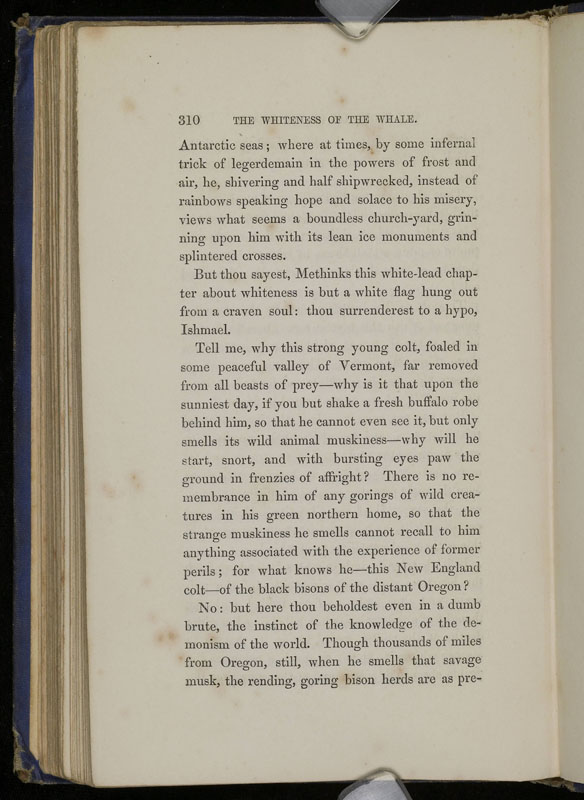 310 THE WHITENESS OF THE WHALE.
Antarctic seas; where at times, by some infernal
trick of legerdemain in the powers of frost and
air, he, shivering and half shipwrecked, instead of
rainbows speaking hope and solace to his misery,
views what seems a boundless church-yard, grin-
ning upon him with its lean ice monuments and
splintered crosses.
But thou sayest, Methinks this white-lead chap-
ter about whiteness is but a white flag hung out
from a craven soul: thou surrenderest to a hypo,
Ishmael.
Tell me, why this strong young colt, foaled in
some peaceful valley of Vermont, far removed
from all beasts of prey—why is it that upon the
sunniest day, if you but shake a fresh buffalo robe
behind him, so that he cannot even see it, but only
smells its wild animal muskiness—why will he
start, snort, and with bursting eyes paw the
ground in frenzies of affright? There is no re-
membrance in him of any gorings of wild crea-
tures in his green northern home, so that the
strange muskiness he smells cannot recall to him
anything associated with the experience of former
perils; for what knows he—this New England
colt—of the black bisons of the distant Oregon?
No: but here thou beholdest even in a dumb
brute, the instinct of the knowledge of the de-
monism of the world. Though thousands of miles
from Oregon, still, when he smells that savage
musk, the rending, goring bison herds are as pre-